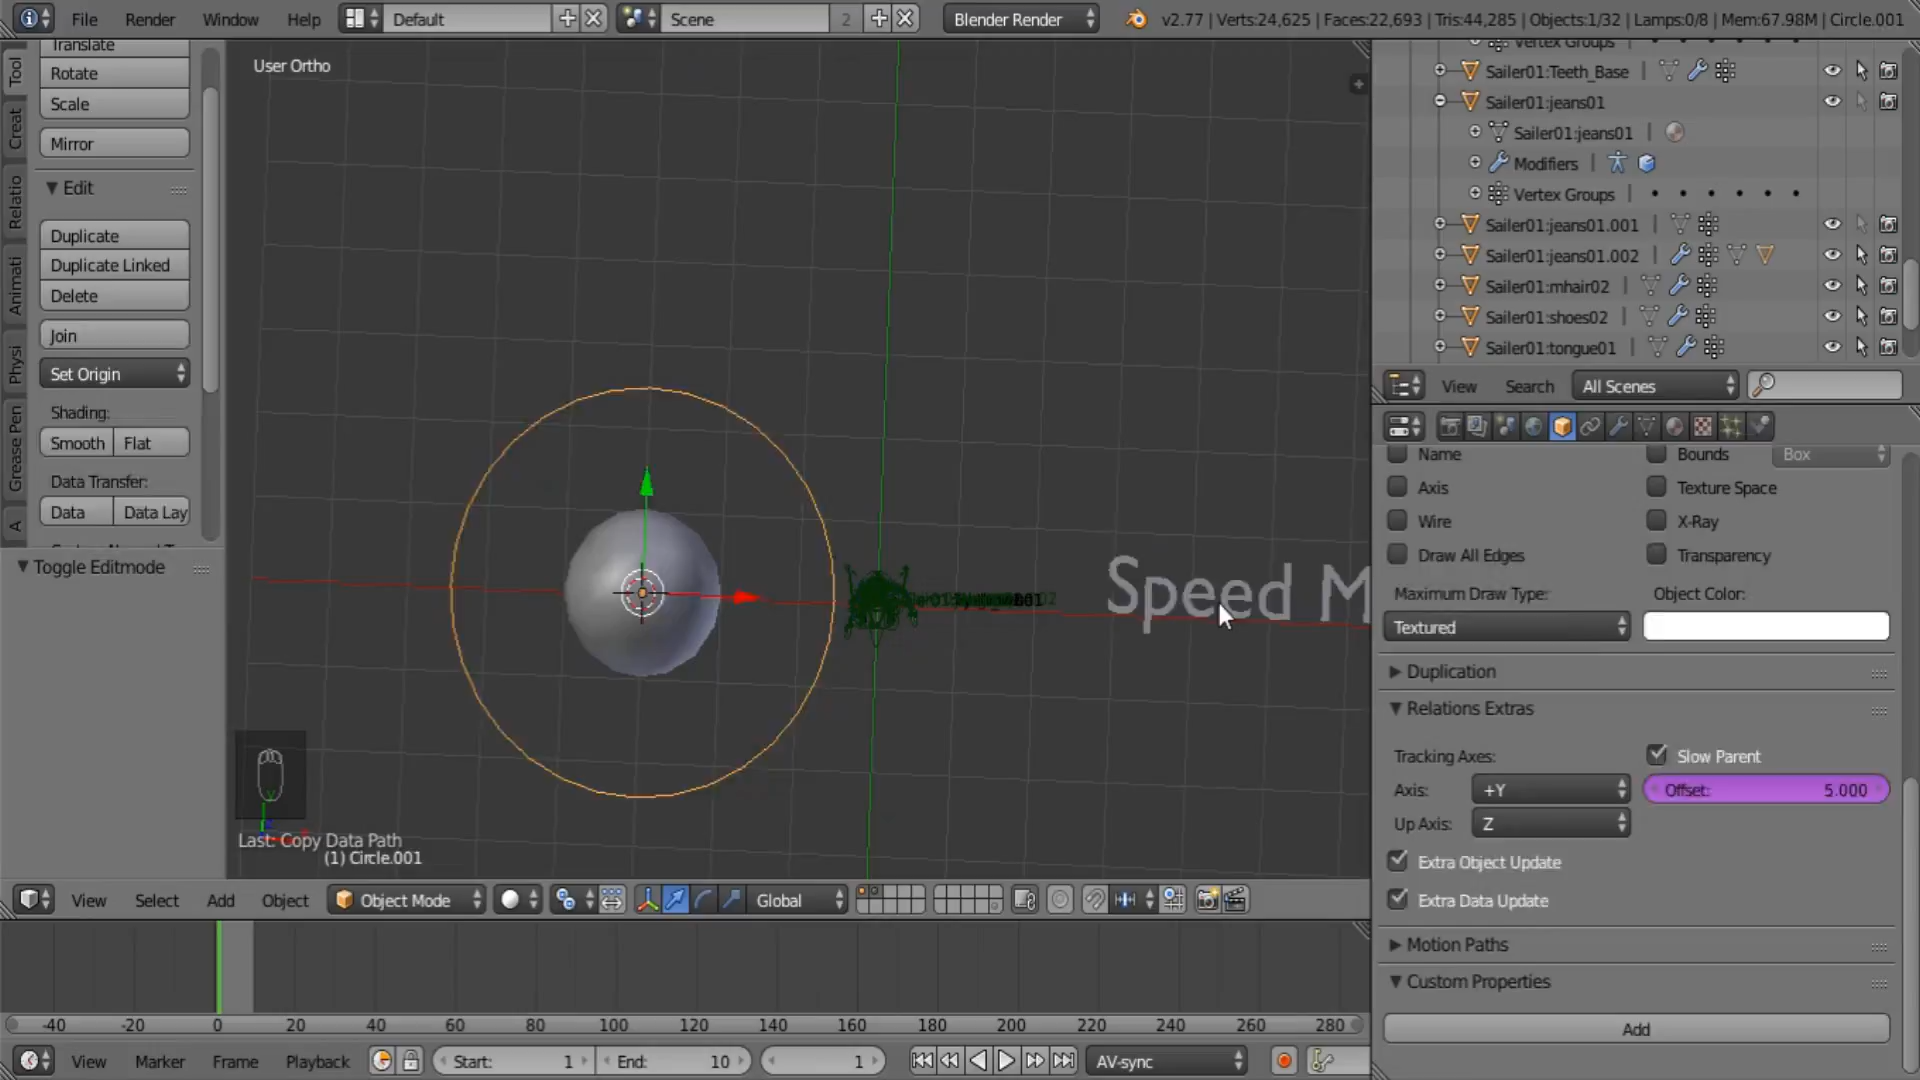 File Render Window Help Default Scene 2 Blender Render v2.77 | Verts:24,625 | Faces:22,693 | Tris:44,285 | Objects:1/32 | Lamps:0/8 | Mem:67.98M | Circle.001
Tool
Creat
Relatio
Animati
Physi
Grease Pen
A
Translate
Rotate
Scale
Mirror
Edit
Duplicate
Duplicate Linked
Delete
Join
Set Origin
Shading:
Smooth Flat
Data Transfer:
Data Data Lay
Toggle Editmode
User Ortho
Speed M
Last: Copy Data Path
(1) Circle.001
View Select Add Object Object Mode Global
-40 -20 0 20 40 60 80 100 120 140 160 180 200 220 240 260 280
View Marker Frame Playback Start: 1 End: 10 1 AV-sync
Vertex Groups
Sailer01:Teeth_Base
Sailer01:jeans01
Sailer01:jeans01
Modifiers
Vertex Groups
Sailer01:jeans01.001
Sailer01:jeans01.002
Sailer01:mhair02
Sailer01:shoes02
Sailer01:tongue01
View Search All Scenes
Name Bounds Box
Axis Texture Space
Wire X-Ray
Draw All Edges Transparency
Maximum Draw Type: Object Color:
Textured
Duplication
Relations Extras
Tracking Axes: Slow Parent
Axis: +Y Offset: 5.000
Up Axis: Z
Extra Object Update
Extra Data Update
Motion Paths
Custom Properties
Add